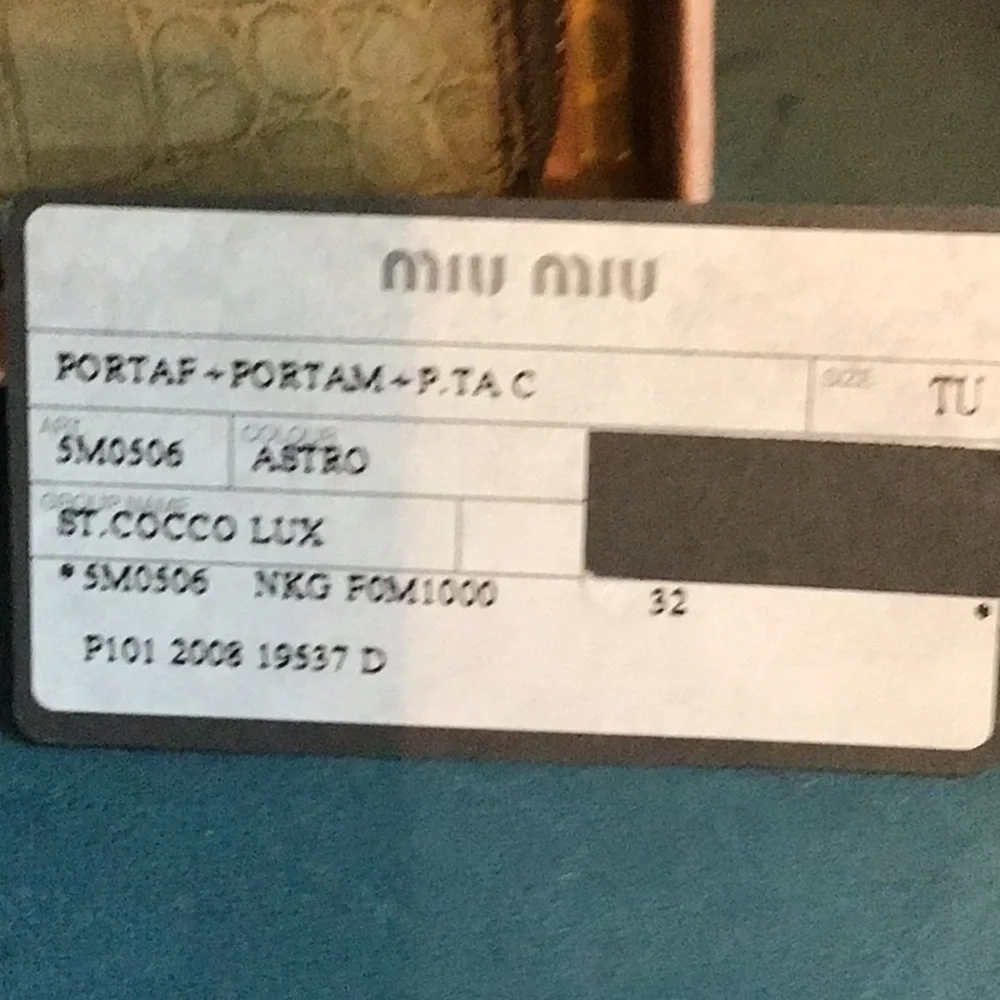 MIU MIU
PORTAF+PORTAM+P.TA C SIZE TU
ART. COLOUR
5M0506 ASTRO
GROUP NAME
ST.COCCO LUX
*5M0506 NKG F0M1000 32 *
P101 2008 19537 D